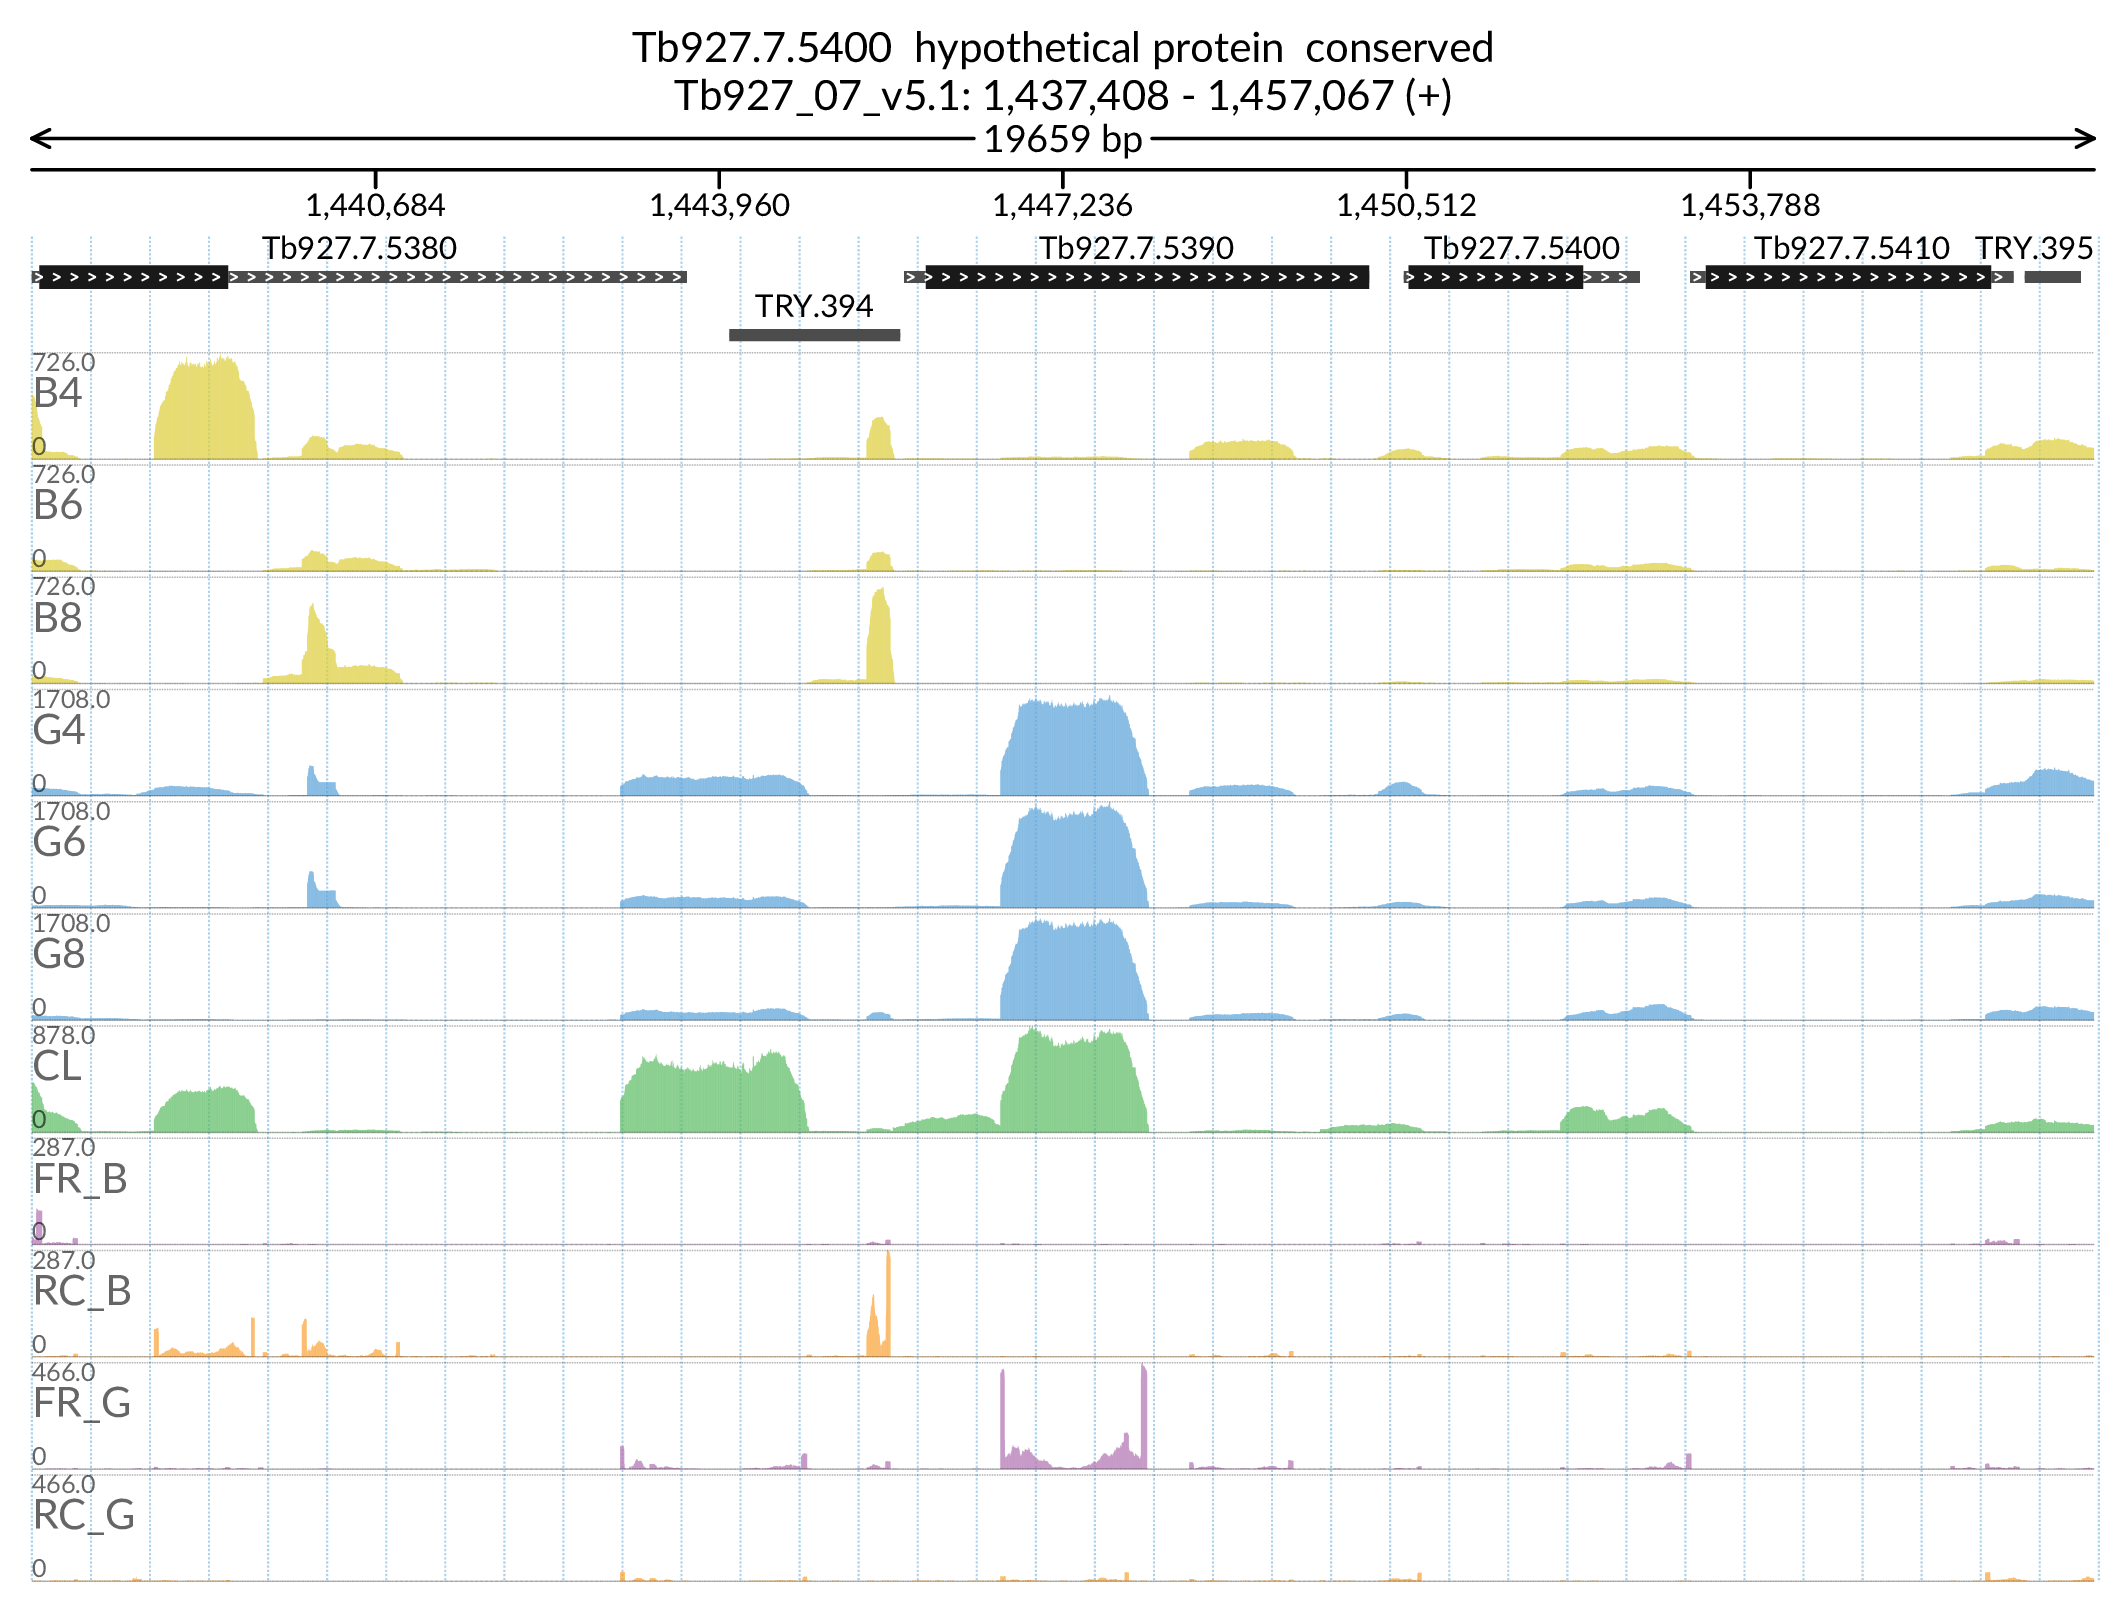 Tb927.7.5400  hypothetical protein  conserved
Tb927_07_v5.1: 1,437,408 - 1,457,067 (+)
19659 bp
1,440,684 1,443,960 1,447,236 1,450,512 1,453,788
Tb927.7.5380 Tb927.7.5390 Tb927.7.5400 Tb927.7.5410 TRY.395
TRY.394
726.0
B4
0
726.0
B6
0
726.0
B8
0
1708.0
G4
0
1708.0
G6
0
1708.0
G8
0
878.0
CL
0
287.0
FR_B
0
287.0
RC_B
0
466.0
FR_G
0
466.0
RC_G
0